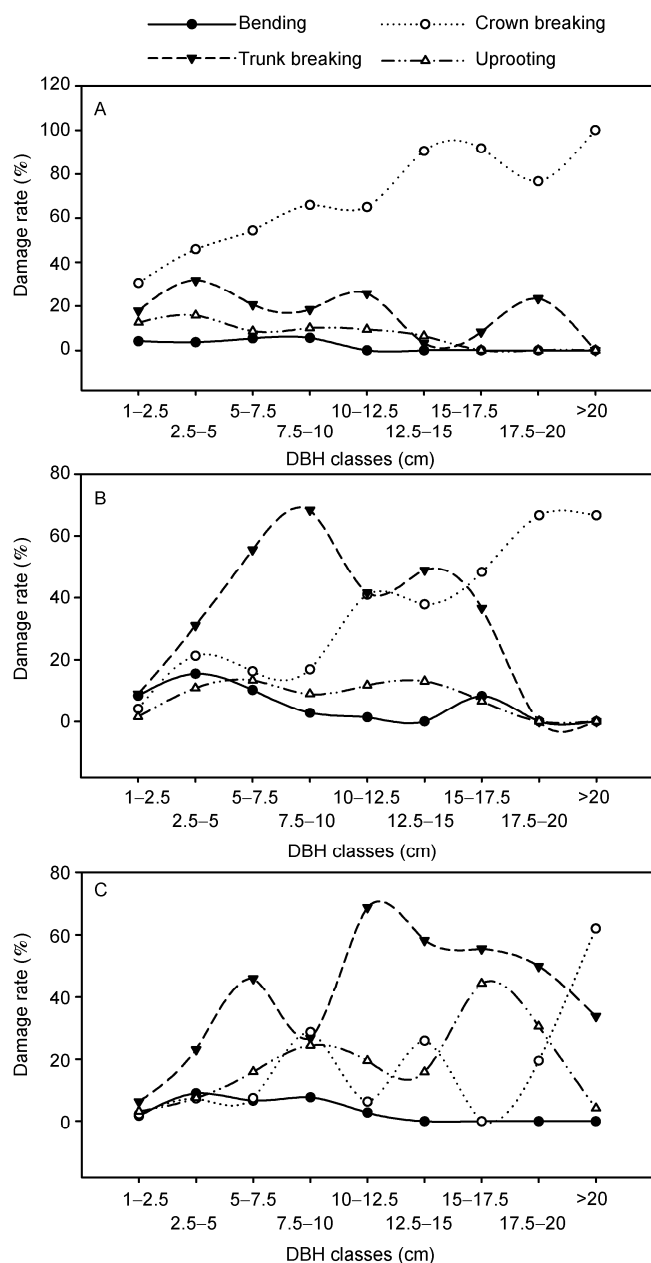 Bending Crown breaking
Trunk breaking Uprooting
A
120
100
80
60
40
20
0
Damage rate (%)
1–2.5 5–7.5 10–12.5 15–17.5 >20
2.5–5 7.5–10 12.5–15 17.5–20
DBH classes (cm)
B
80
60
40
20
0
Damage rate (%)
1–2.5 5–7.5 10–12.5 15–17.5 >20
2.5–5 7.5–10 12.5–15 17.5–20
DBH classes (cm)
C
80
60
40
20
0
Damage rate (%)
1–2.5 5–7.5 10–12.5 15–17.5 >20
2.5–5 7.5–10 12.5–15 17.5–20
DBH classes (cm)